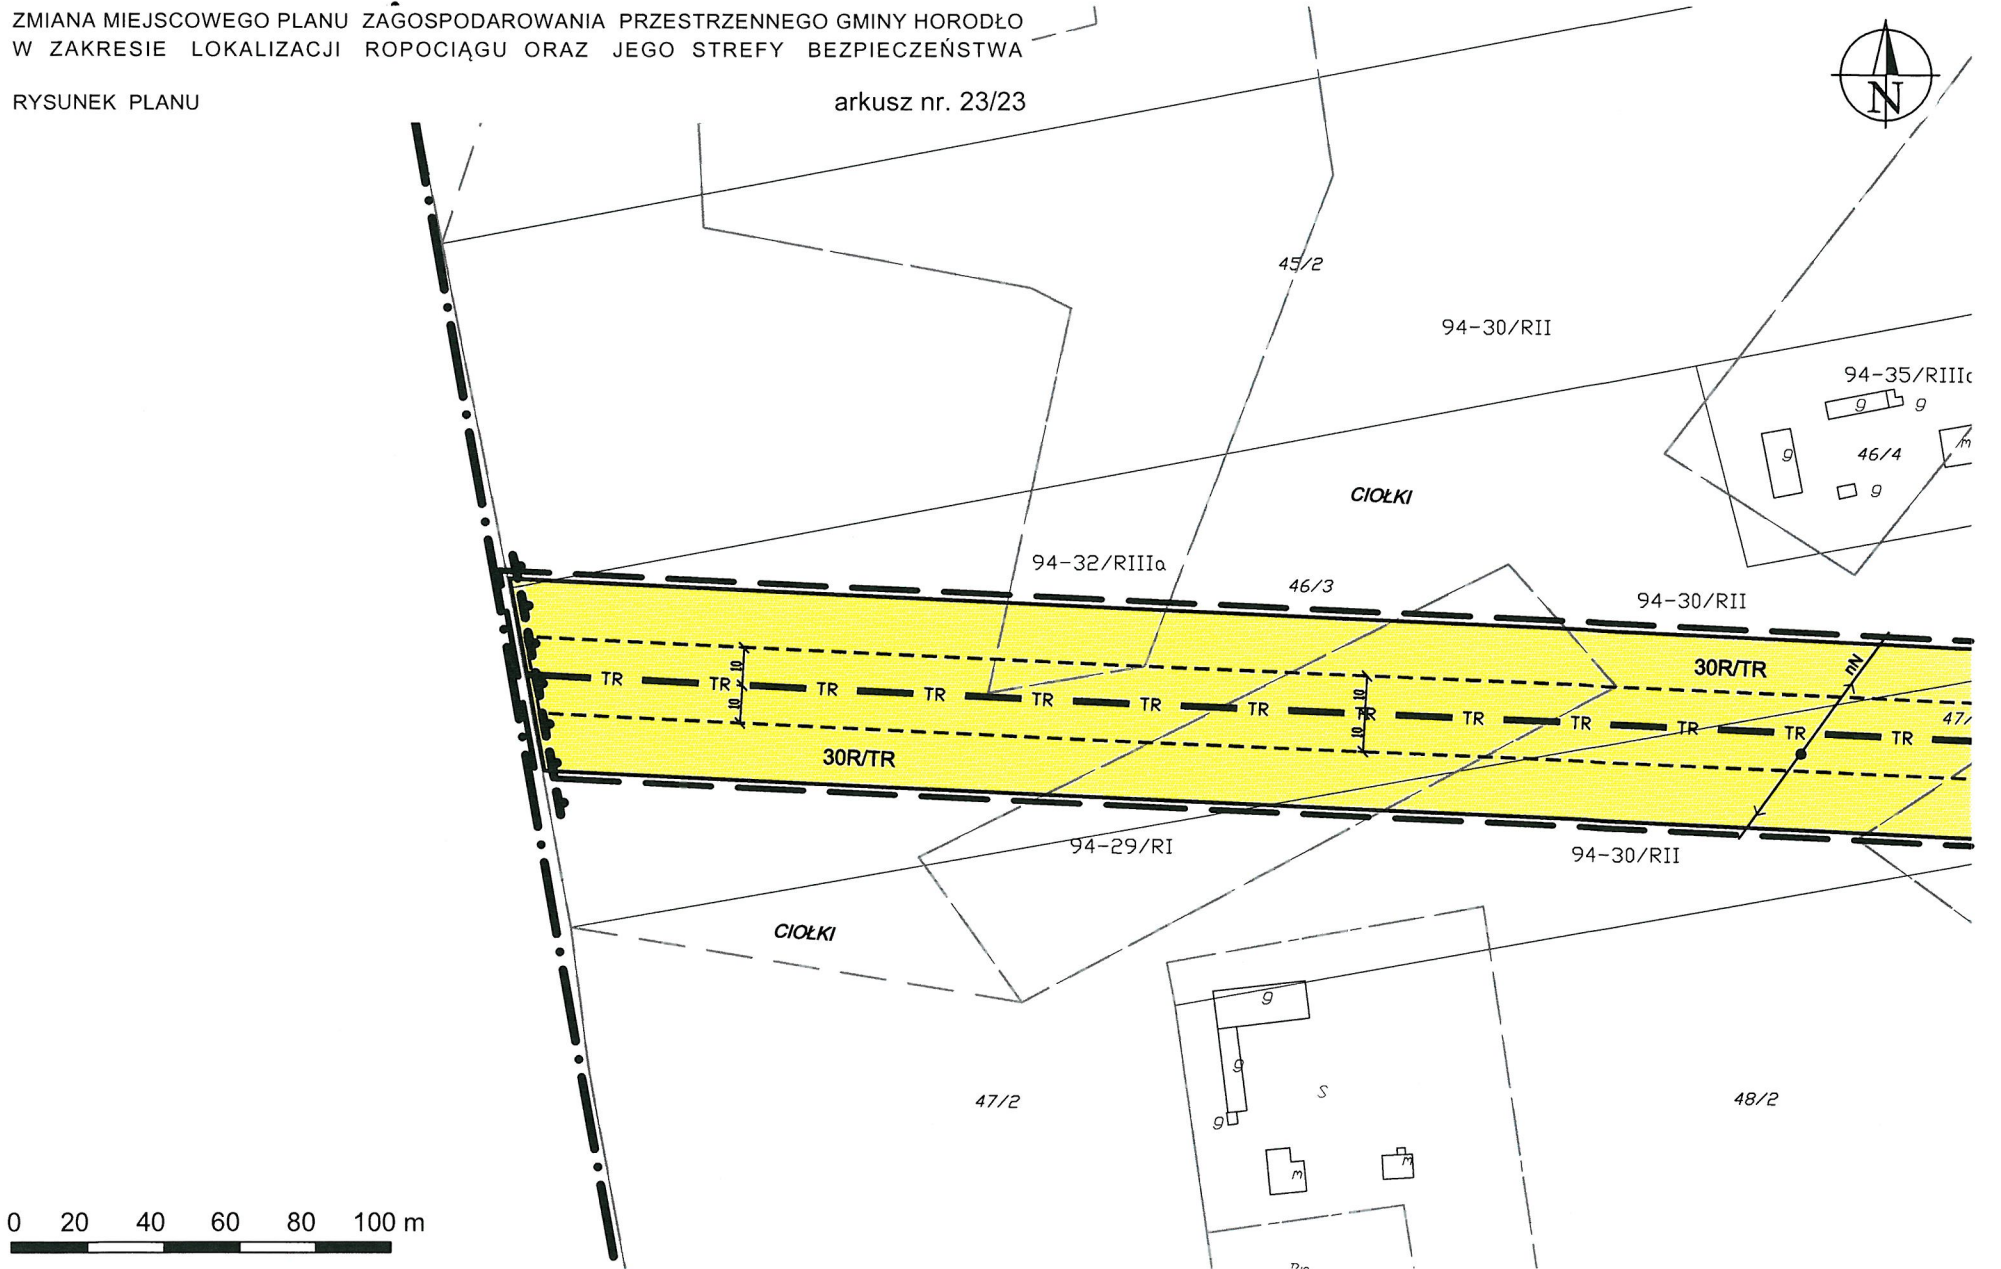 ZMIANA MIEJSCOWEGO PLANU ZAGOSPODAROWANIA PRZESTRZENNEGO GMINY HORODŁO
W ZAKRESIE LOKALIZACJI ROPOCIĄGU ORAZ JEGO STREFY BEZPIECZEŃSTWA
RYSUNEK PLANU
arkusz nr. 23/23
N
45/2
94-30/RII
94-35/RIIIa
g
g
g
46/4
m
g
CIOŁKI
94-32/RIIIa
46/3
94-30/RII
30R/TR
nN
10
10
TR
TR
TR
TR
TR
TR
TR
TR
TR
TR
TR
TR
TR
10
10
47/
30R/TR
94-29/RI
94-30/RII
CIOŁKI
g
g
S
g
47/2
48/2
m
m
0 20 40 60 80 100 m